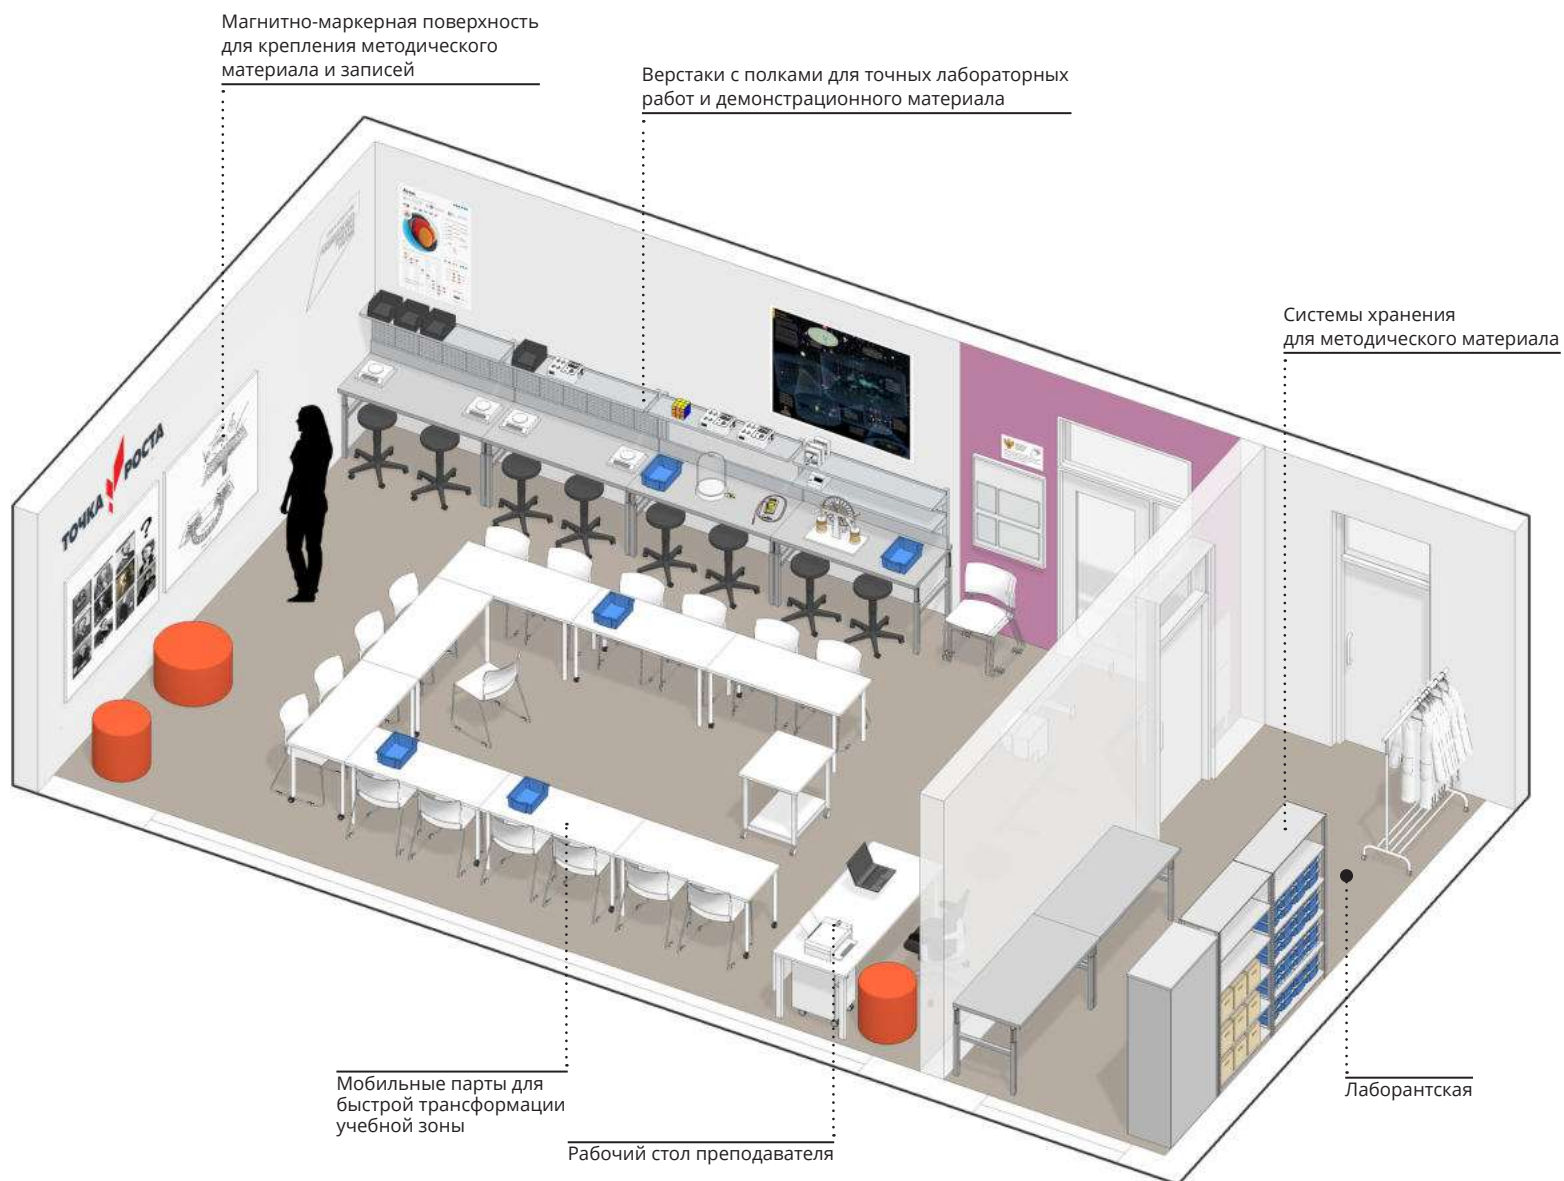 Магнитно-маркерная поверхность
для крепления методического
материала и записей
Верстаки с полками для точных лабораторных
работ и демонстрационного материала
Системы хранения
для методического материала
ТОЧКА РОСТА
?
Мобильные парты для
быстрой трансформации
учебной зоны
Рабочий стол преподавателя
Лаборантская